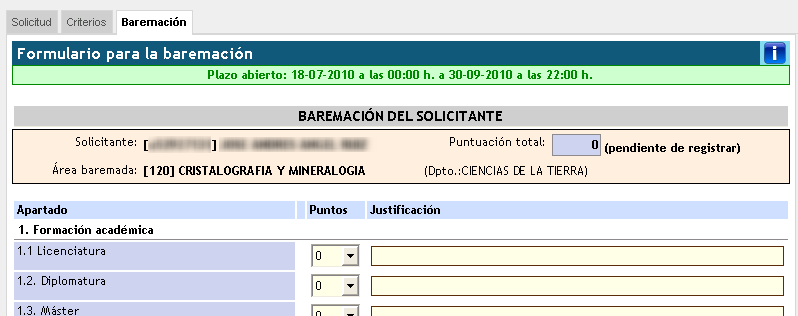 Solicitud Criterios Baremación
Formulario para la baremación i
Plazo abierto: 18-07-2010 a las 00:00 h. a 30-09-2010 a las 22:00 h.
BAREMACIÓN DEL SOLICITANTE
Solicitante: [ ] Puntuación total: 0 (pendiente de registrar)
Área baremada: [120] CRISTALOGRAFIA Y MINERALOGIA (Dpto.:CIENCIAS DE LA TIERRA)
Apartado Puntos Justificación
1. Formación académica
1.1 Licenciatura 0
1.2. Diplomatura 0
1.3. Máster 0